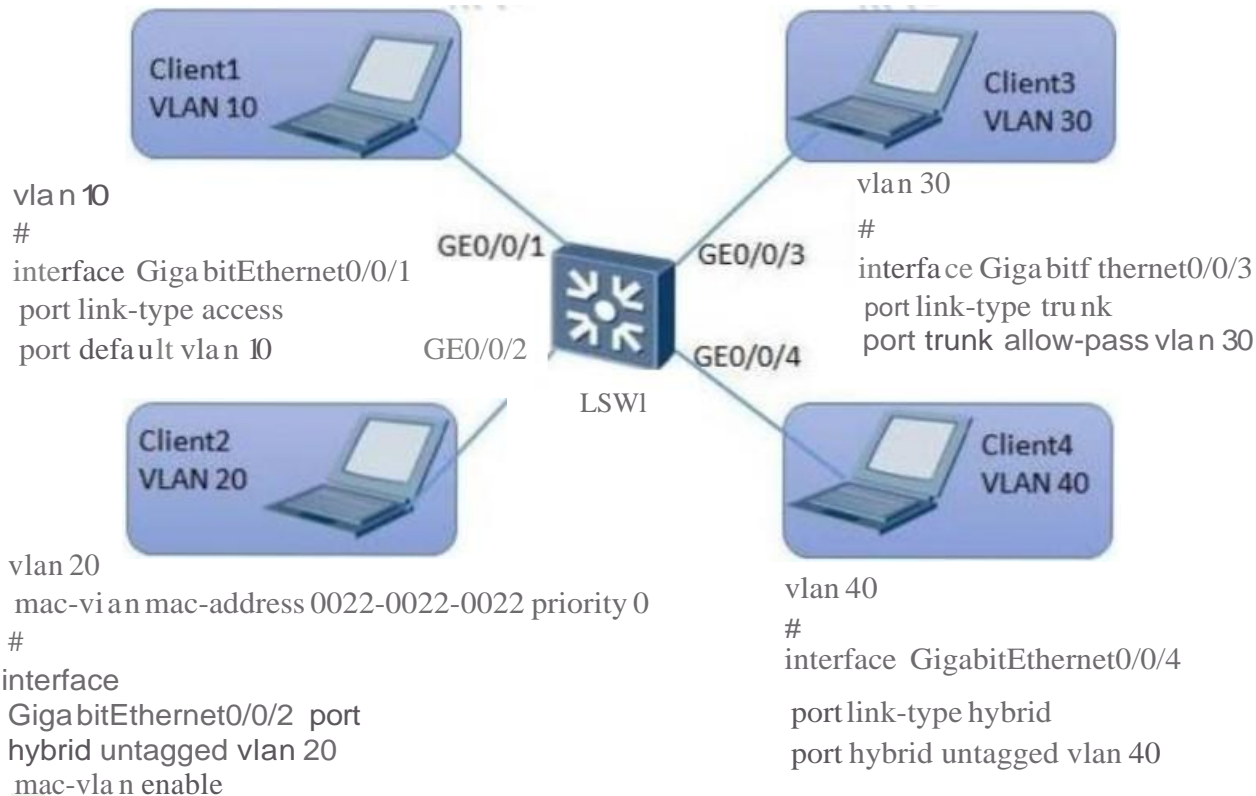 Client1
VLAN 10
vlan 10
#
interface GigabitEthernet0/0/1
port link-type access
port default vlan 10
GE0/0/1
GE0/0/2
Client3
VLAN 30
vlan 30
#
interface Gigabitf thernet0/0/3
port link-type trunk
port trunk allow-pass vlan 30
GE0/0/3
GE0/0/4
LSWl
Client2
VLAN 20
vlan 20
mac-vian mac-address 0022-0022-0022 priority 0
#
interface
GigabitEthernet0/0/2 port
hybrid untagged vlan 20
mac-vlan enable
Client4
VLAN 40
vlan 40
#
interface GigabitEthernet0/0/4
port link-type hybrid
port hybrid untagged vlan 40